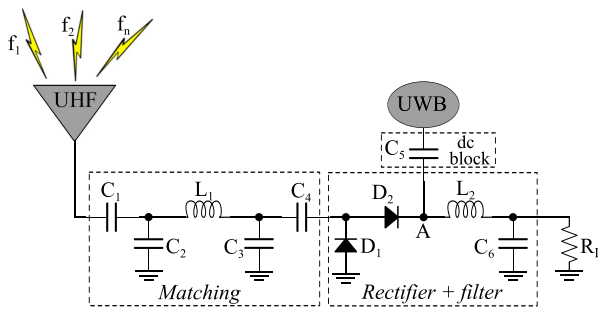 f1 f2 fn
UHF
UWB
C5 dc block
C1 L1 C4 D2 L2
A
C2 C3 D1 C6 RL
Matching
Rectifier + filter